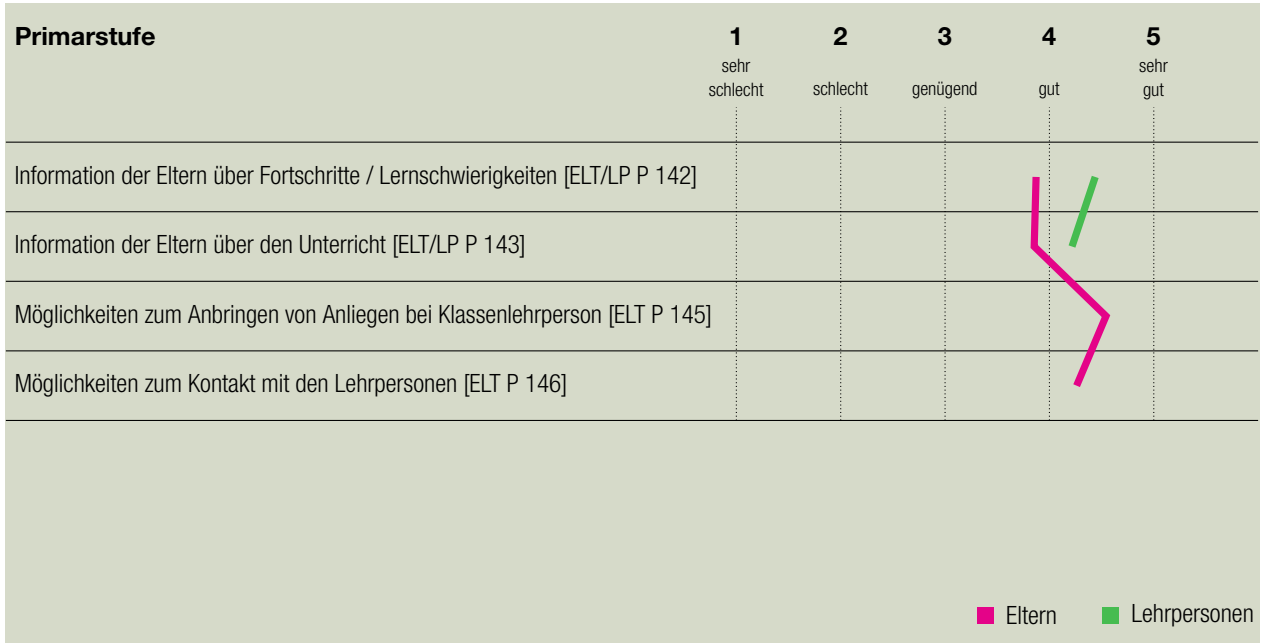 Primarstufe 1 2 3 4 5
sehr schlecht schlecht genügend gut sehr gut
Information der Eltern über Fortschritte / Lernschwierigkeiten [ELT/LP P 142]
Information der Eltern über den Unterricht [ELT/LP P 143]
Möglichkeiten zum Anbringen von Anliegen bei Klassenlehrperson [ELT P 145]
Möglichkeiten zum Kontakt mit den Lehrpersonen [ELT P 146]
Eltern Lehrpersonen